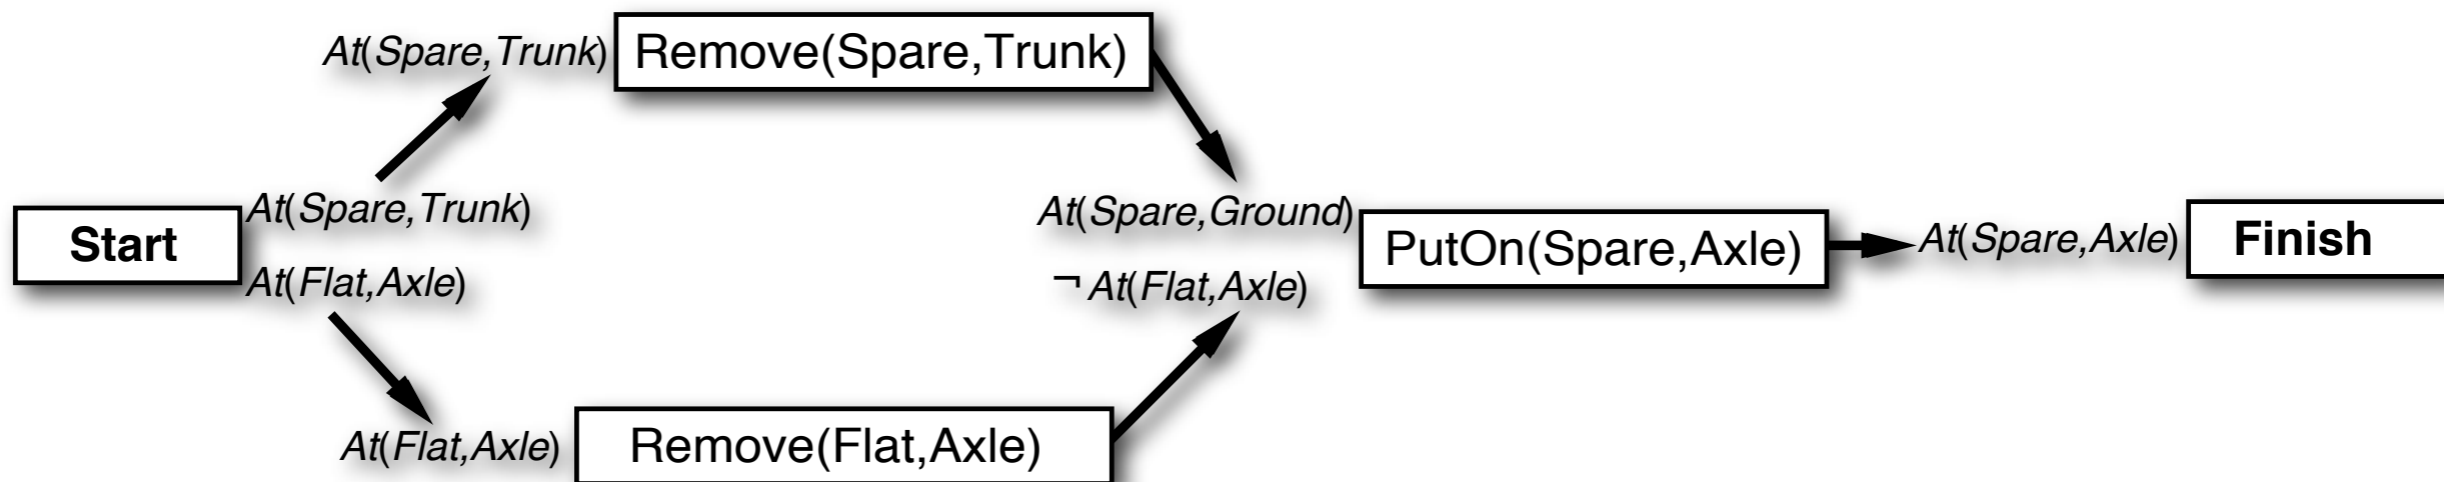 At(Spare,Trunk) Remove(Spare,Trunk)
Start
At(Spare,Trunk)
At(Flat,Axle)
At(Spare,Ground)
¬ At(Flat,Axle)
PutOn(Spare,Axle)
At(Spare,Axle) Finish
At(Flat,Axle) Remove(Flat,Axle)